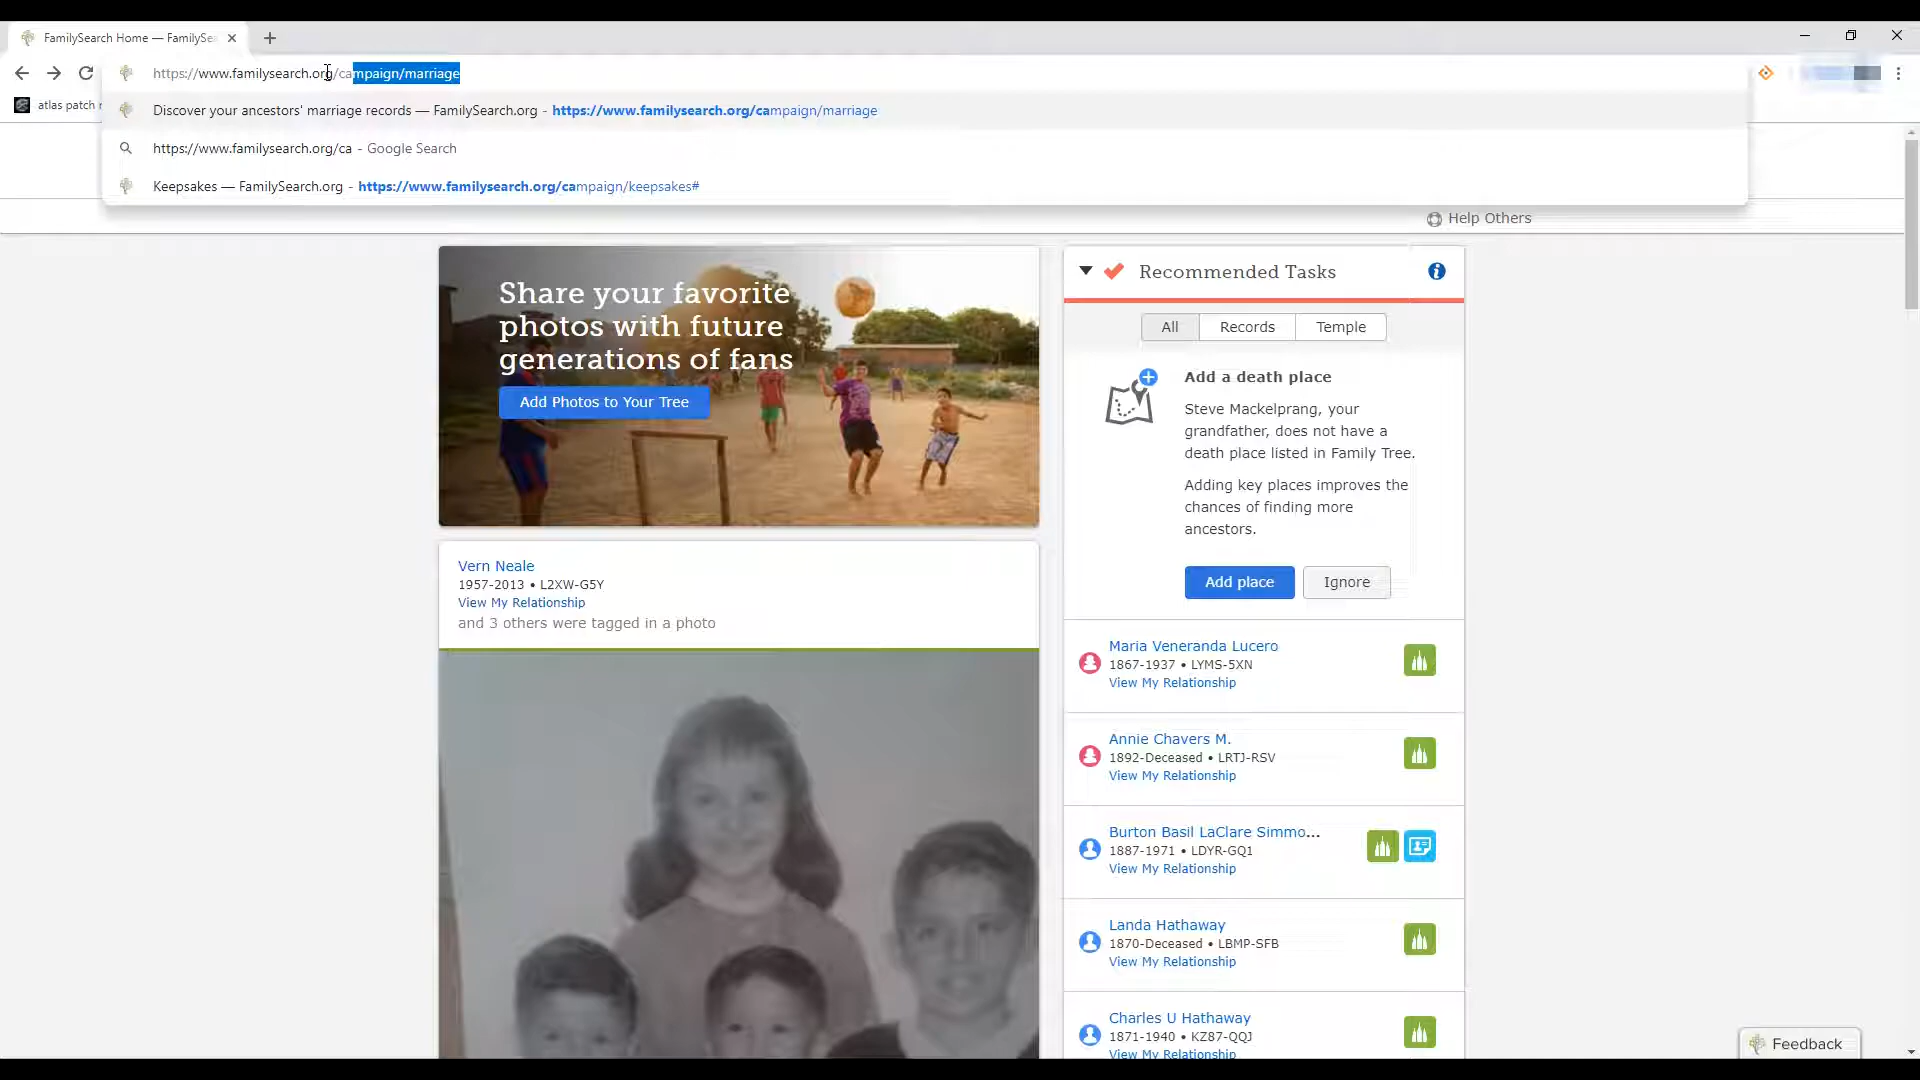 FamilySearch Home — FamilySea
https://www.familysearch.org/campaign/marriage
atlas patch r
Discover your ancestors' marriage records — FamilySearch.org - https://www.familysearch.org/campaign/marriage
https://www.familysearch.org/ca - Google Search
Keepsakes — FamilySearch.org - https://www.familysearch.org/campaign/keepsakes#
Help Others
Share your favorite
photos with future
generations of fans
Add Photos to Your Tree
Vern Neale
1957-2013 • L2XW-G5Y
View My Relationship
and 3 others were tagged in a photo
Recommended Tasks
All Records Temple
Add a death place
Steve Mackelprang, your
grandfather, does not have a
death place listed in Family Tree.
Adding key places improves the
chances of finding more
ancestors.
Add place Ignore
Maria Veneranda Lucero
1867-1937 • LYMS-5XN
View My Relationship
Annie Chavers M.
1892-Deceased • LRTJ-RSV
View My Relationship
Burton Basil LaClare Simmo...
1887-1971 • LDYR-GQ1
View My Relationship
Landa Hathaway
1870-Deceased • LBMP-SFB
View My Relationship
Charles U Hathaway
1871-1940 • KZ87-QQJ
View My Relationship
Feedback